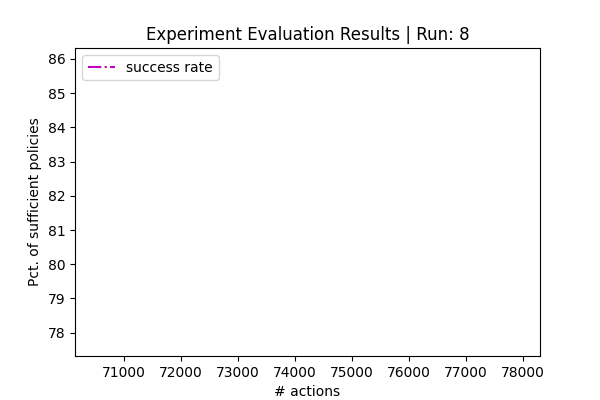 Experiment Evaluation Results | Run: 8
success rate
Pct. of sufficient policies
86
85
84
83
82
81
80
79
78
71000 72000 73000 74000 75000 76000 77000 78000
# actions